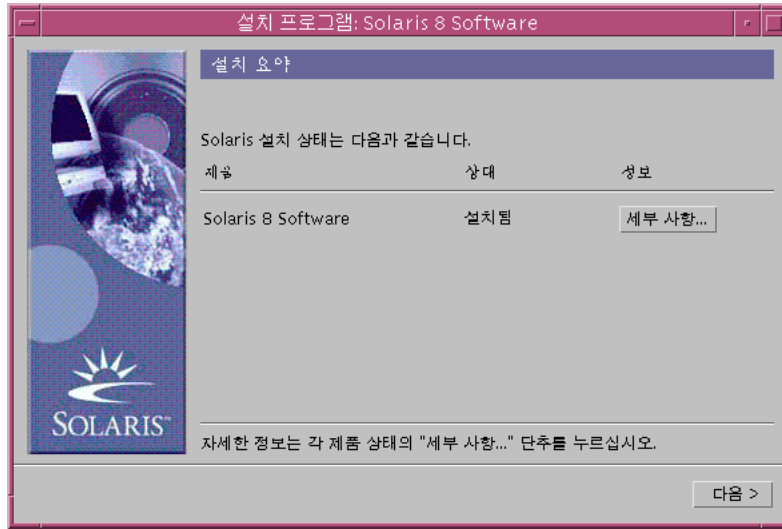 설치 프로그램: Solaris 8 Software
설치 요약
Solaris 설치 상태는 다음과 같습니다.
제품 상태 정보
Solaris 8 Software 설치됨 세부 사항...
SOLARIS™
자세한 정보는 각 제품 상태의 "세부 사항..." 단추를 누르십시오.
다음 >